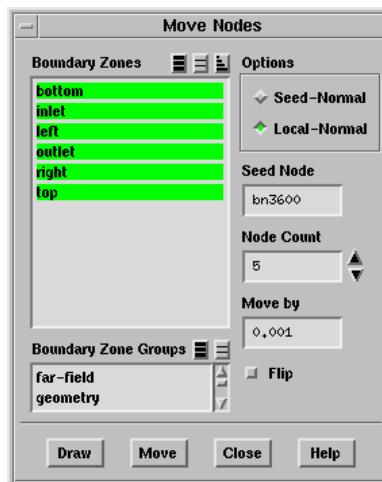 Move Nodes
Boundary Zones
Options
bottom
inlet
left
outlet
right
top
Seed-Normal
Local-Normal
Seed Node
bn3600
Node Count
5
Move by
0.001
Boundary Zone Groups
far-field
geometry
Flip
Draw
Move
Close
Help